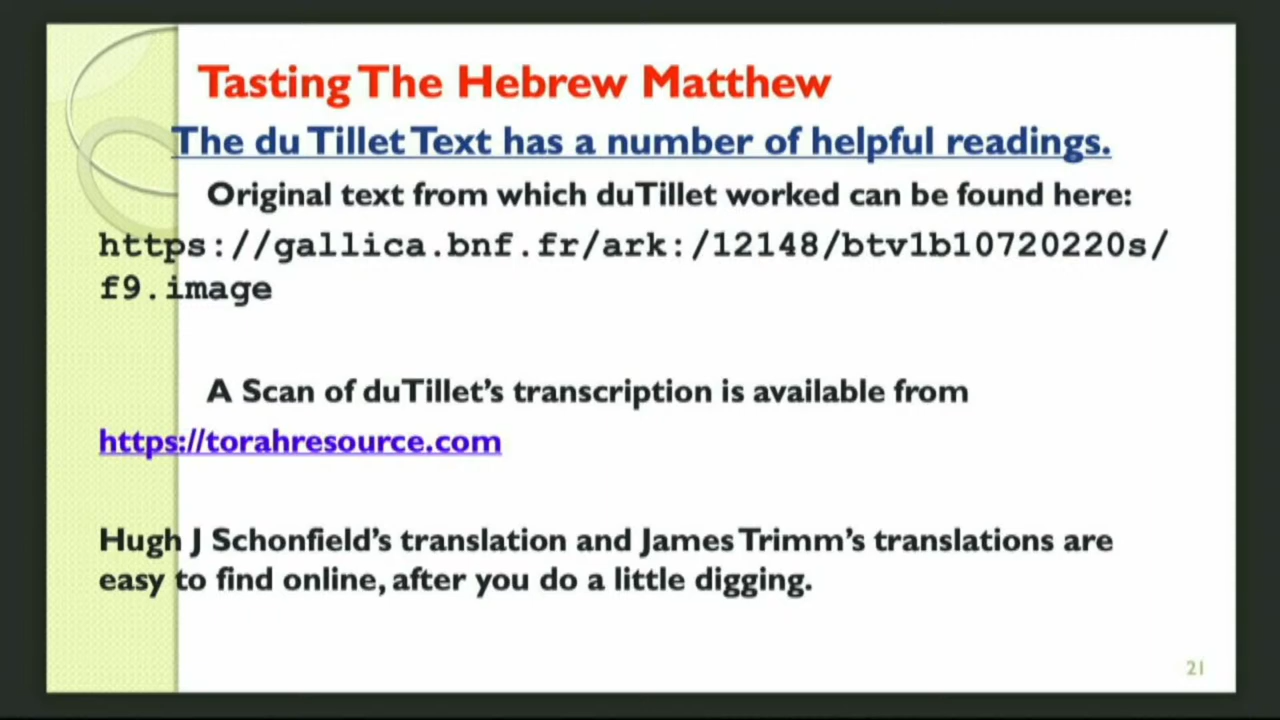 Tasting The Hebrew Matthew
The du Tillet Text has a number of helpful readings.
Original text from which duTillet worked can be found here:
https://gallica.bnf.fr/ark:/12148/btv1b10720220s/
f9.image
A Scan of duTillet’s transcription is available from
https://torahresource.com
Hugh J Schonfield’s translation and James Trimm’s translations are
easy to find online, after you do a little digging.
21